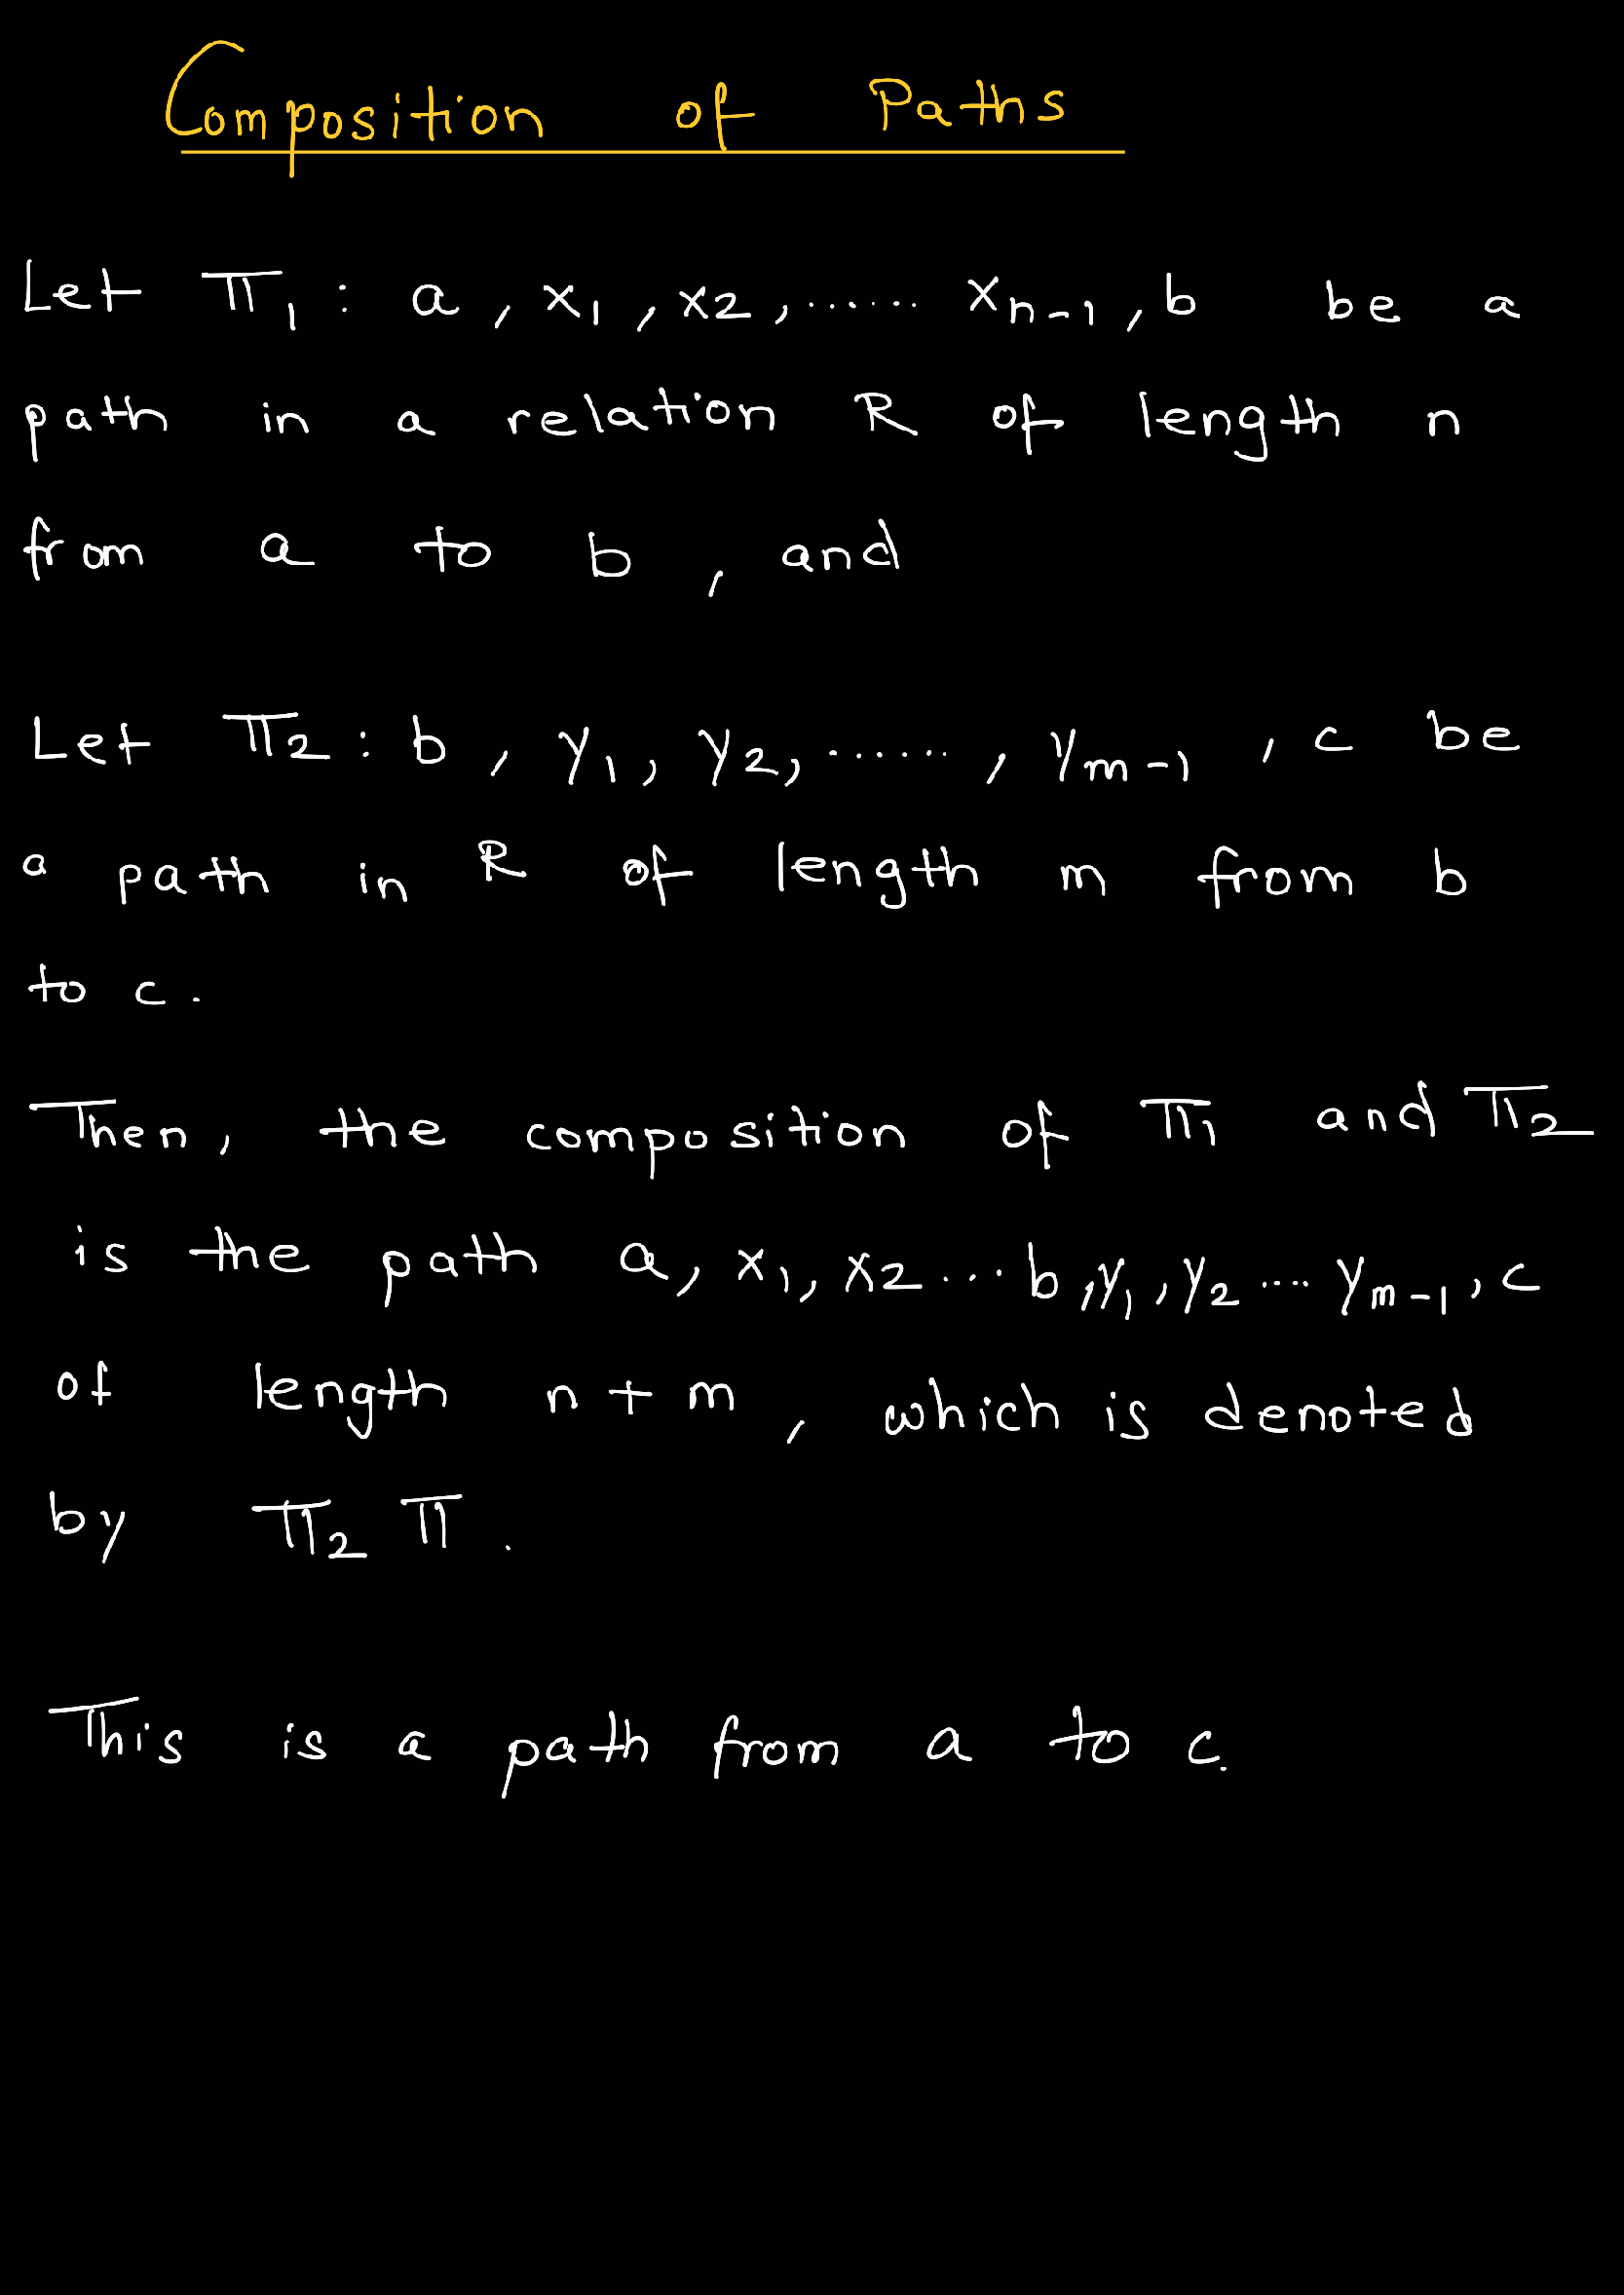 Composition of Paths
Let π₁ : a , x₁ , x₂ , ...... xₙ₋₁ , b be a
path in a relation R of length n
from a to b , and
Let π₂ : b , y₁ , y₂ , ...... , yₘ₋₁ , c be
a path in R of length m from b
to c .
Then , the composition of π₁ and π₂
is the path a , x₁ , x₂ ... b , y₁ , y₂ .... yₘ₋₁ , c
of length n + m , which is denoted
by π₂ π .
This is a path from a to c .